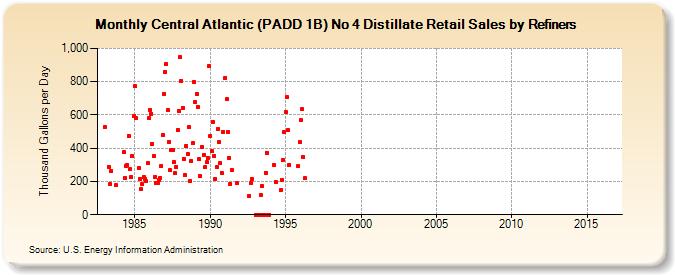 Monthly Central Atlantic (PADD 1B) No 4 Distillate Retail Sales by Refiners
Thousand Gallons per Day
1,000
800
600
400
200
0
1985 1990 1995 2000 2005 2010 2015
Source: U.S. Energy Information Administration